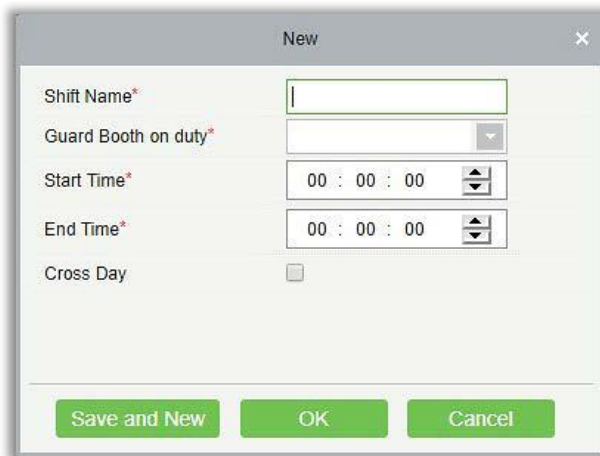 New
Shift Name*
Guard Booth on duty*
Start Time* 00 : 00 : 00
End Time* 00 : 00 : 00
Cross Day
Save and New OK Cancel